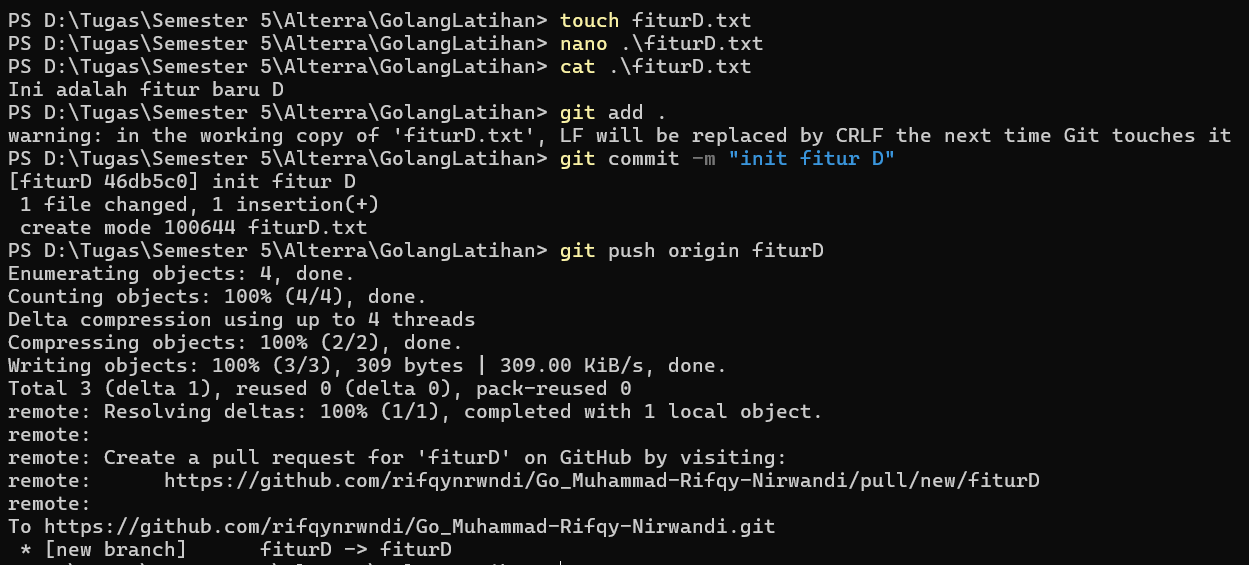 PS D:\Tugas\Semester 5\Alterra\GolangLatihan> touch fiturD.txt
PS D:\Tugas\Semester 5\Alterra\GolangLatihan> nano .\fiturD.txt
PS D:\Tugas\Semester 5\Alterra\GolangLatihan> cat .\fiturD.txt
Ini adalah fitur baru D
PS D:\Tugas\Semester 5\Alterra\GolangLatihan> git add .
warning: in the working copy of 'fiturD.txt', LF will be replaced by CRLF the next time Git touches it
PS D:\Tugas\Semester 5\Alterra\GolangLatihan> git commit -m "init fitur D"
[fiturD 46db5c0] init fitur D
 1 file changed, 1 insertion(+)
 create mode 100644 fiturD.txt
PS D:\Tugas\Semester 5\Alterra\GolangLatihan> git push origin fiturD
Enumerating objects: 4, done.
Counting objects: 100% (4/4), done.
Delta compression using up to 4 threads
Compressing objects: 100% (2/2), done.
Writing objects: 100% (3/3), 309 bytes | 309.00 KiB/s, done.
Total 3 (delta 1), reused 0 (delta 0), pack-reused 0
remote: Resolving deltas: 100% (1/1), completed with 1 local object.
remote:
remote: Create a pull request for 'fiturD' on GitHub by visiting:
remote:      https://github.com/rifqynrwndi/Go_Muhammad-Rifqy-Nirwandi/pull/new/fiturD
remote:
To https://github.com/rifqynrwndi/Go_Muhammad-Rifqy-Nirwandi.git
 * [new branch]      fiturD -> fiturD